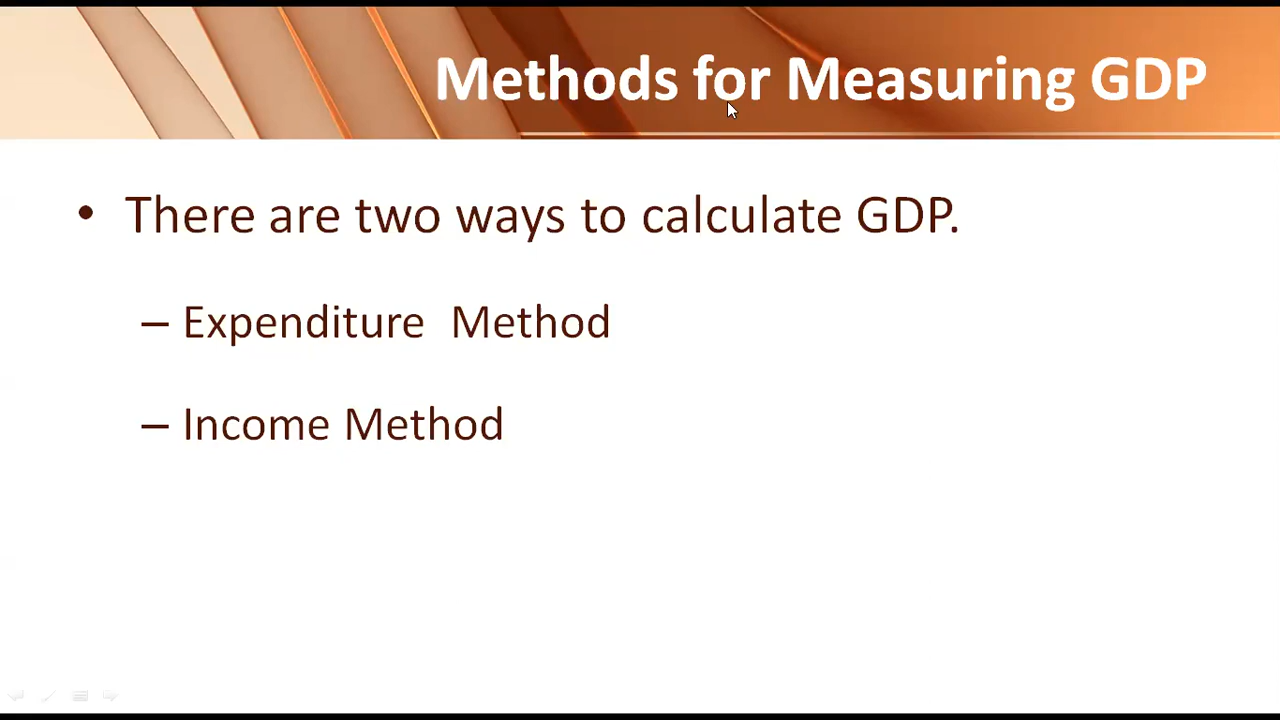 Methods for Measuring GDP
• There are two ways to calculate GDP.
– Expenditure  Method
– Income Method